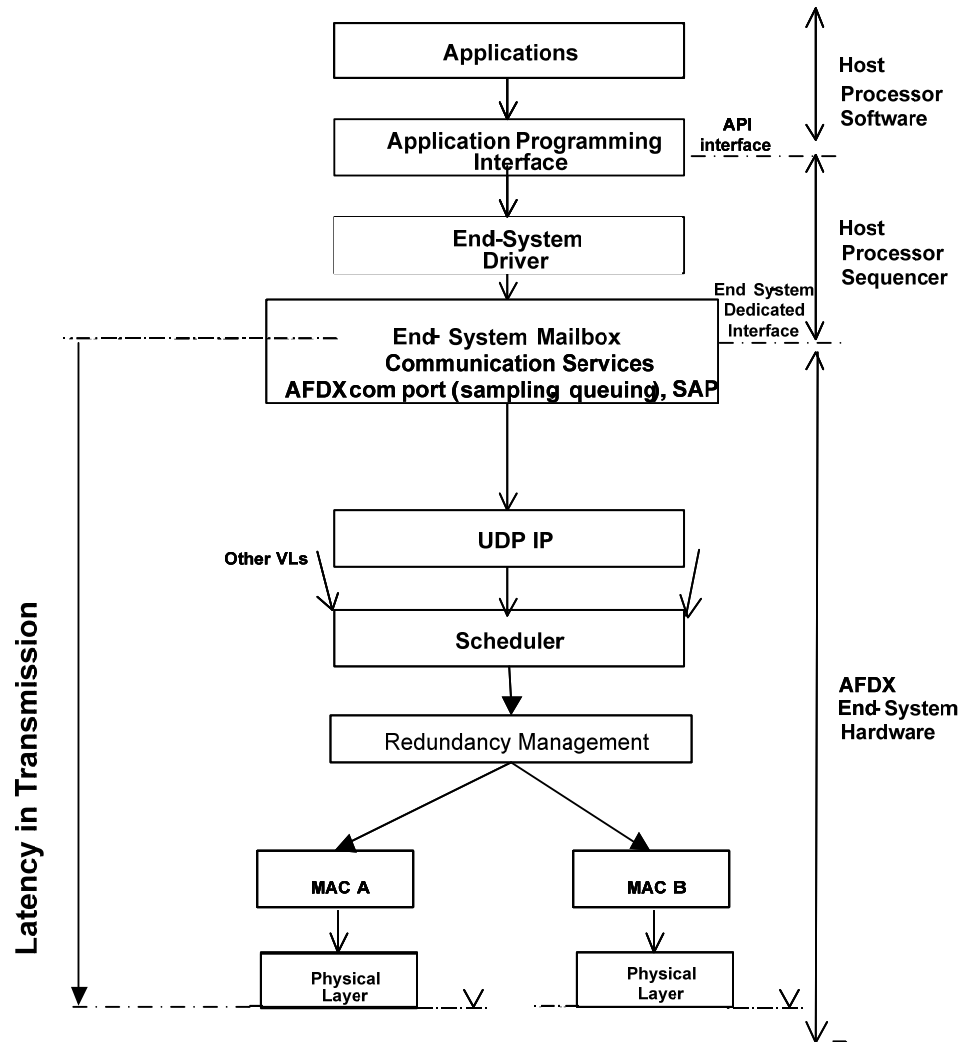 Applications
Host
Processor
Software
API
interface
Application Programming
Interface
End-System
Driver
Host
Processor
Sequencer
End System
Dedicated
Interface
End- System Mailbox
Communication Services
AFDX com port (sampling, queuing), SAP
UDP IP
Other VLs
Scheduler
Redundancy Management
AFDX
End-System
Hardware
Latency in Transmission
MAC A
MAC B
Physical
Layer
Physical
Layer